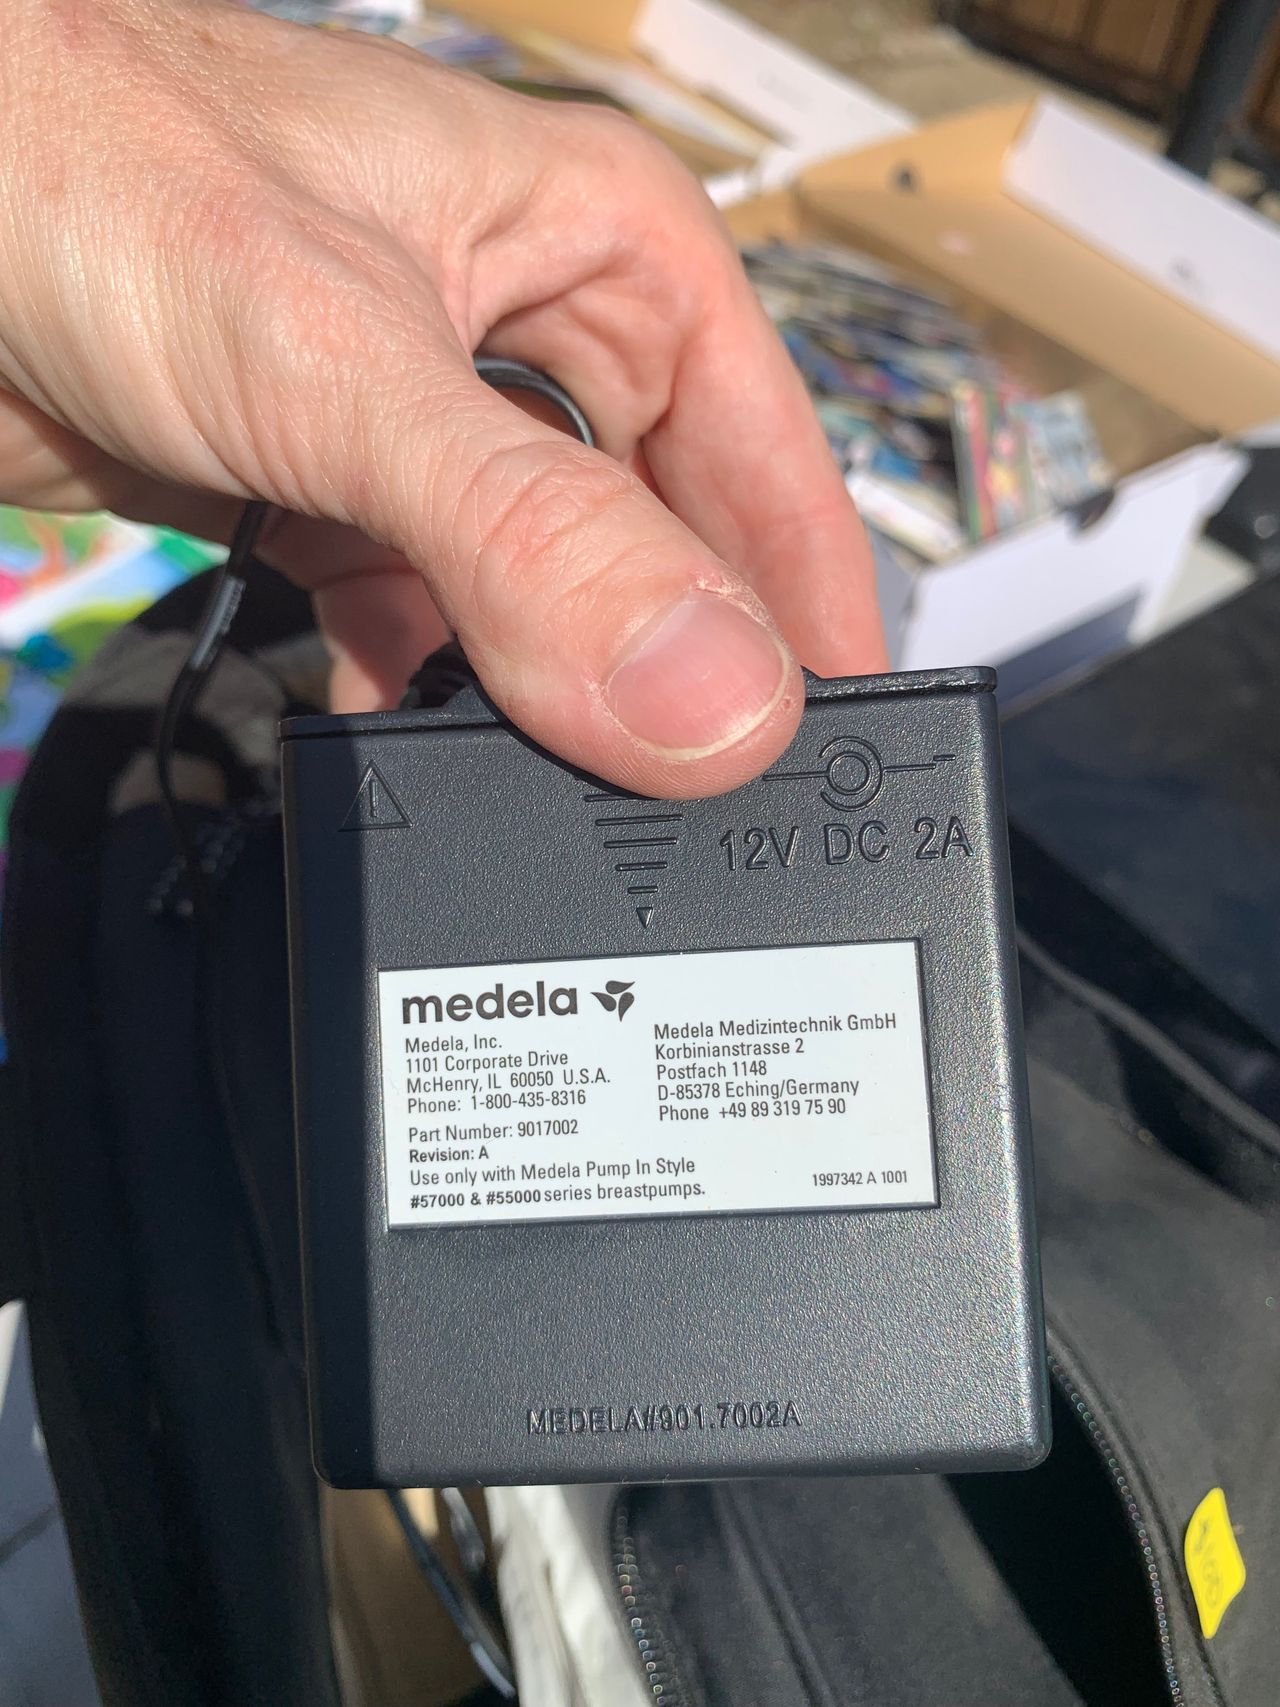 12V DC 2A
medela
Medela, Inc.
1101 Corporate Drive
McHenry, IL 60050 U.S.A.
Phone: 1-800-435-8316
Part Number: 9017002
Revision: A
Use only with Medela Pump In Style
#57000 & #55000 series breastpumps.
Medela Medizintechnik GmbH
Korbinianstrasse 2
Postfach 1148
D-85378 Eching/Germany
Phone +49 89 319 75 90
1997342 A 1001
MEDELA#901.7002A